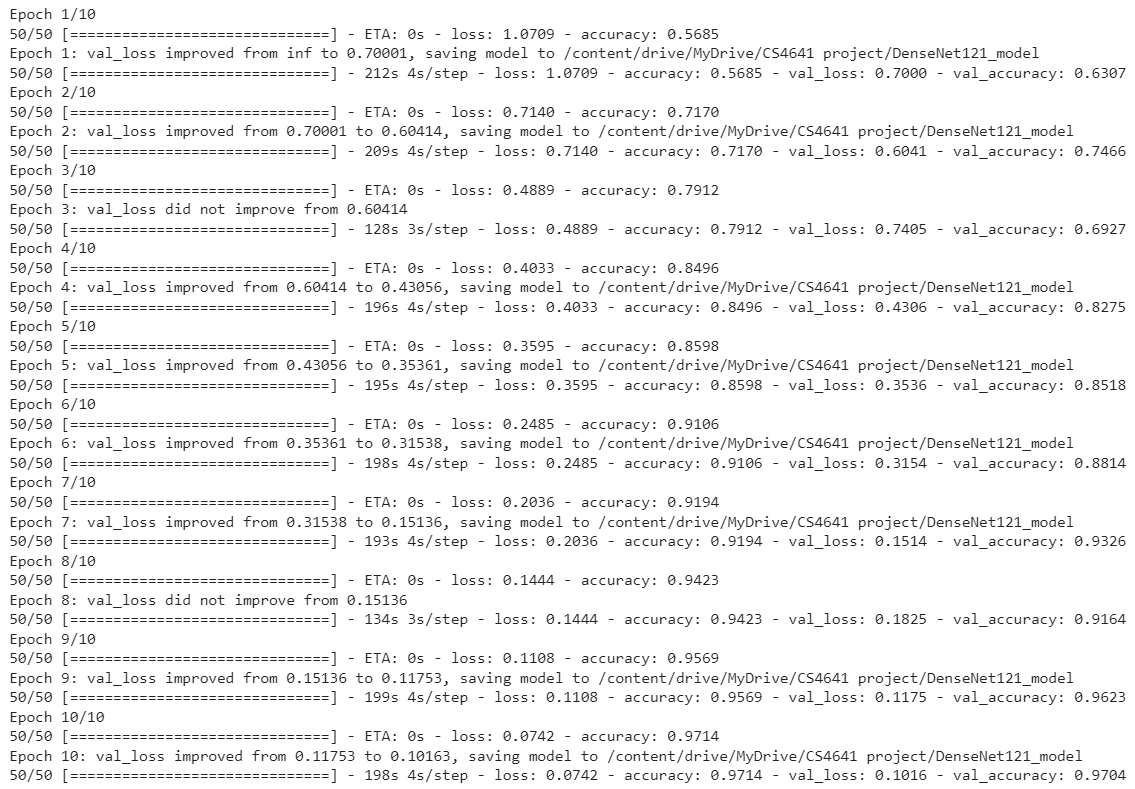 Epoch 1/10
50/50 [==============================] - ETA: 0s - loss: 1.0709 - accuracy: 0.5685
Epoch 1: val_loss improved from inf to 0.70001, saving model to /content/drive/MyDrive/CS4641 project/DenseNet121_model
50/50 [==============================] - 212s 4s/step - loss: 1.0709 - accuracy: 0.5685 - val_loss: 0.7000 - val_accuracy: 0.6307
Epoch 2/10
50/50 [==============================] - ETA: 0s - loss: 0.7140 - accuracy: 0.7170
Epoch 2: val_loss improved from 0.70001 to 0.60414, saving model to /content/drive/MyDrive/CS4641 project/DenseNet121_model
50/50 [==============================] - 209s 4s/step - loss: 0.7140 - accuracy: 0.7170 - val_loss: 0.6041 - val_accuracy: 0.7466
Epoch 3/10
50/50 [==============================] - ETA: 0s - loss: 0.4889 - accuracy: 0.7912
Epoch 3: val_loss did not improve from 0.60414
50/50 [==============================] - 128s 3s/step - loss: 0.4889 - accuracy: 0.7912 - val_loss: 0.7405 - val_accuracy: 0.6927
Epoch 4/10
50/50 [==============================] - ETA: 0s - loss: 0.4033 - accuracy: 0.8496
Epoch 4: val_loss improved from 0.60414 to 0.43056, saving model to /content/drive/MyDrive/CS4641 project/DenseNet121_model
50/50 [==============================] - 196s 4s/step - loss: 0.4033 - accuracy: 0.8496 - val_loss: 0.4306 - val_accuracy: 0.8275
Epoch 5/10
50/50 [==============================] - ETA: 0s - loss: 0.3595 - accuracy: 0.8598
Epoch 5: val_loss improved from 0.43056 to 0.35361, saving model to /content/drive/MyDrive/CS4641 project/DenseNet121_model
50/50 [==============================] - 195s 4s/step - loss: 0.3595 - accuracy: 0.8598 - val_loss: 0.3536 - val_accuracy: 0.8518
Epoch 6/10
50/50 [==============================] - ETA: 0s - loss: 0.2485 - accuracy: 0.9106
Epoch 6: val_loss improved from 0.35361 to 0.31538, saving model to /content/drive/MyDrive/CS4641 project/DenseNet121_model
50/50 [==============================] - 198s 4s/step - loss: 0.2485 - accuracy: 0.9106 - val_loss: 0.3154 - val_accuracy: 0.8814
Epoch 7/10
50/50 [==============================] - ETA: 0s - loss: 0.2036 - accuracy: 0.9194
Epoch 7: val_loss improved from 0.31538 to 0.15136, saving model to /content/drive/MyDrive/CS4641 project/DenseNet121_model
50/50 [==============================] - 193s 4s/step - loss: 0.2036 - accuracy: 0.9194 - val_loss: 0.1514 - val_accuracy: 0.9326
Epoch 8/10
50/50 [==============================] - ETA: 0s - loss: 0.1444 - accuracy: 0.9423
Epoch 8: val_loss did not improve from 0.15136
50/50 [==============================] - 134s 3s/step - loss: 0.1444 - accuracy: 0.9423 - val_loss: 0.1825 - val_accuracy: 0.9164
Epoch 9/10
50/50 [==============================] - ETA: 0s - loss: 0.1108 - accuracy: 0.9569
Epoch 9: val_loss improved from 0.15136 to 0.11753, saving model to /content/drive/MyDrive/CS4641 project/DenseNet121_model
50/50 [==============================] - 199s 4s/step - loss: 0.1108 - accuracy: 0.9569 - val_loss: 0.1175 - val_accuracy: 0.9623
Epoch 10/10
50/50 [==============================] - ETA: 0s - loss: 0.0742 - accuracy: 0.9714
Epoch 10: val_loss improved from 0.11753 to 0.10163, saving model to /content/drive/MyDrive/CS4641 project/DenseNet121_model
50/50 [==============================] - 198s 4s/step - loss: 0.0742 - accuracy: 0.9714 - val_loss: 0.1016 - val_accuracy: 0.9704